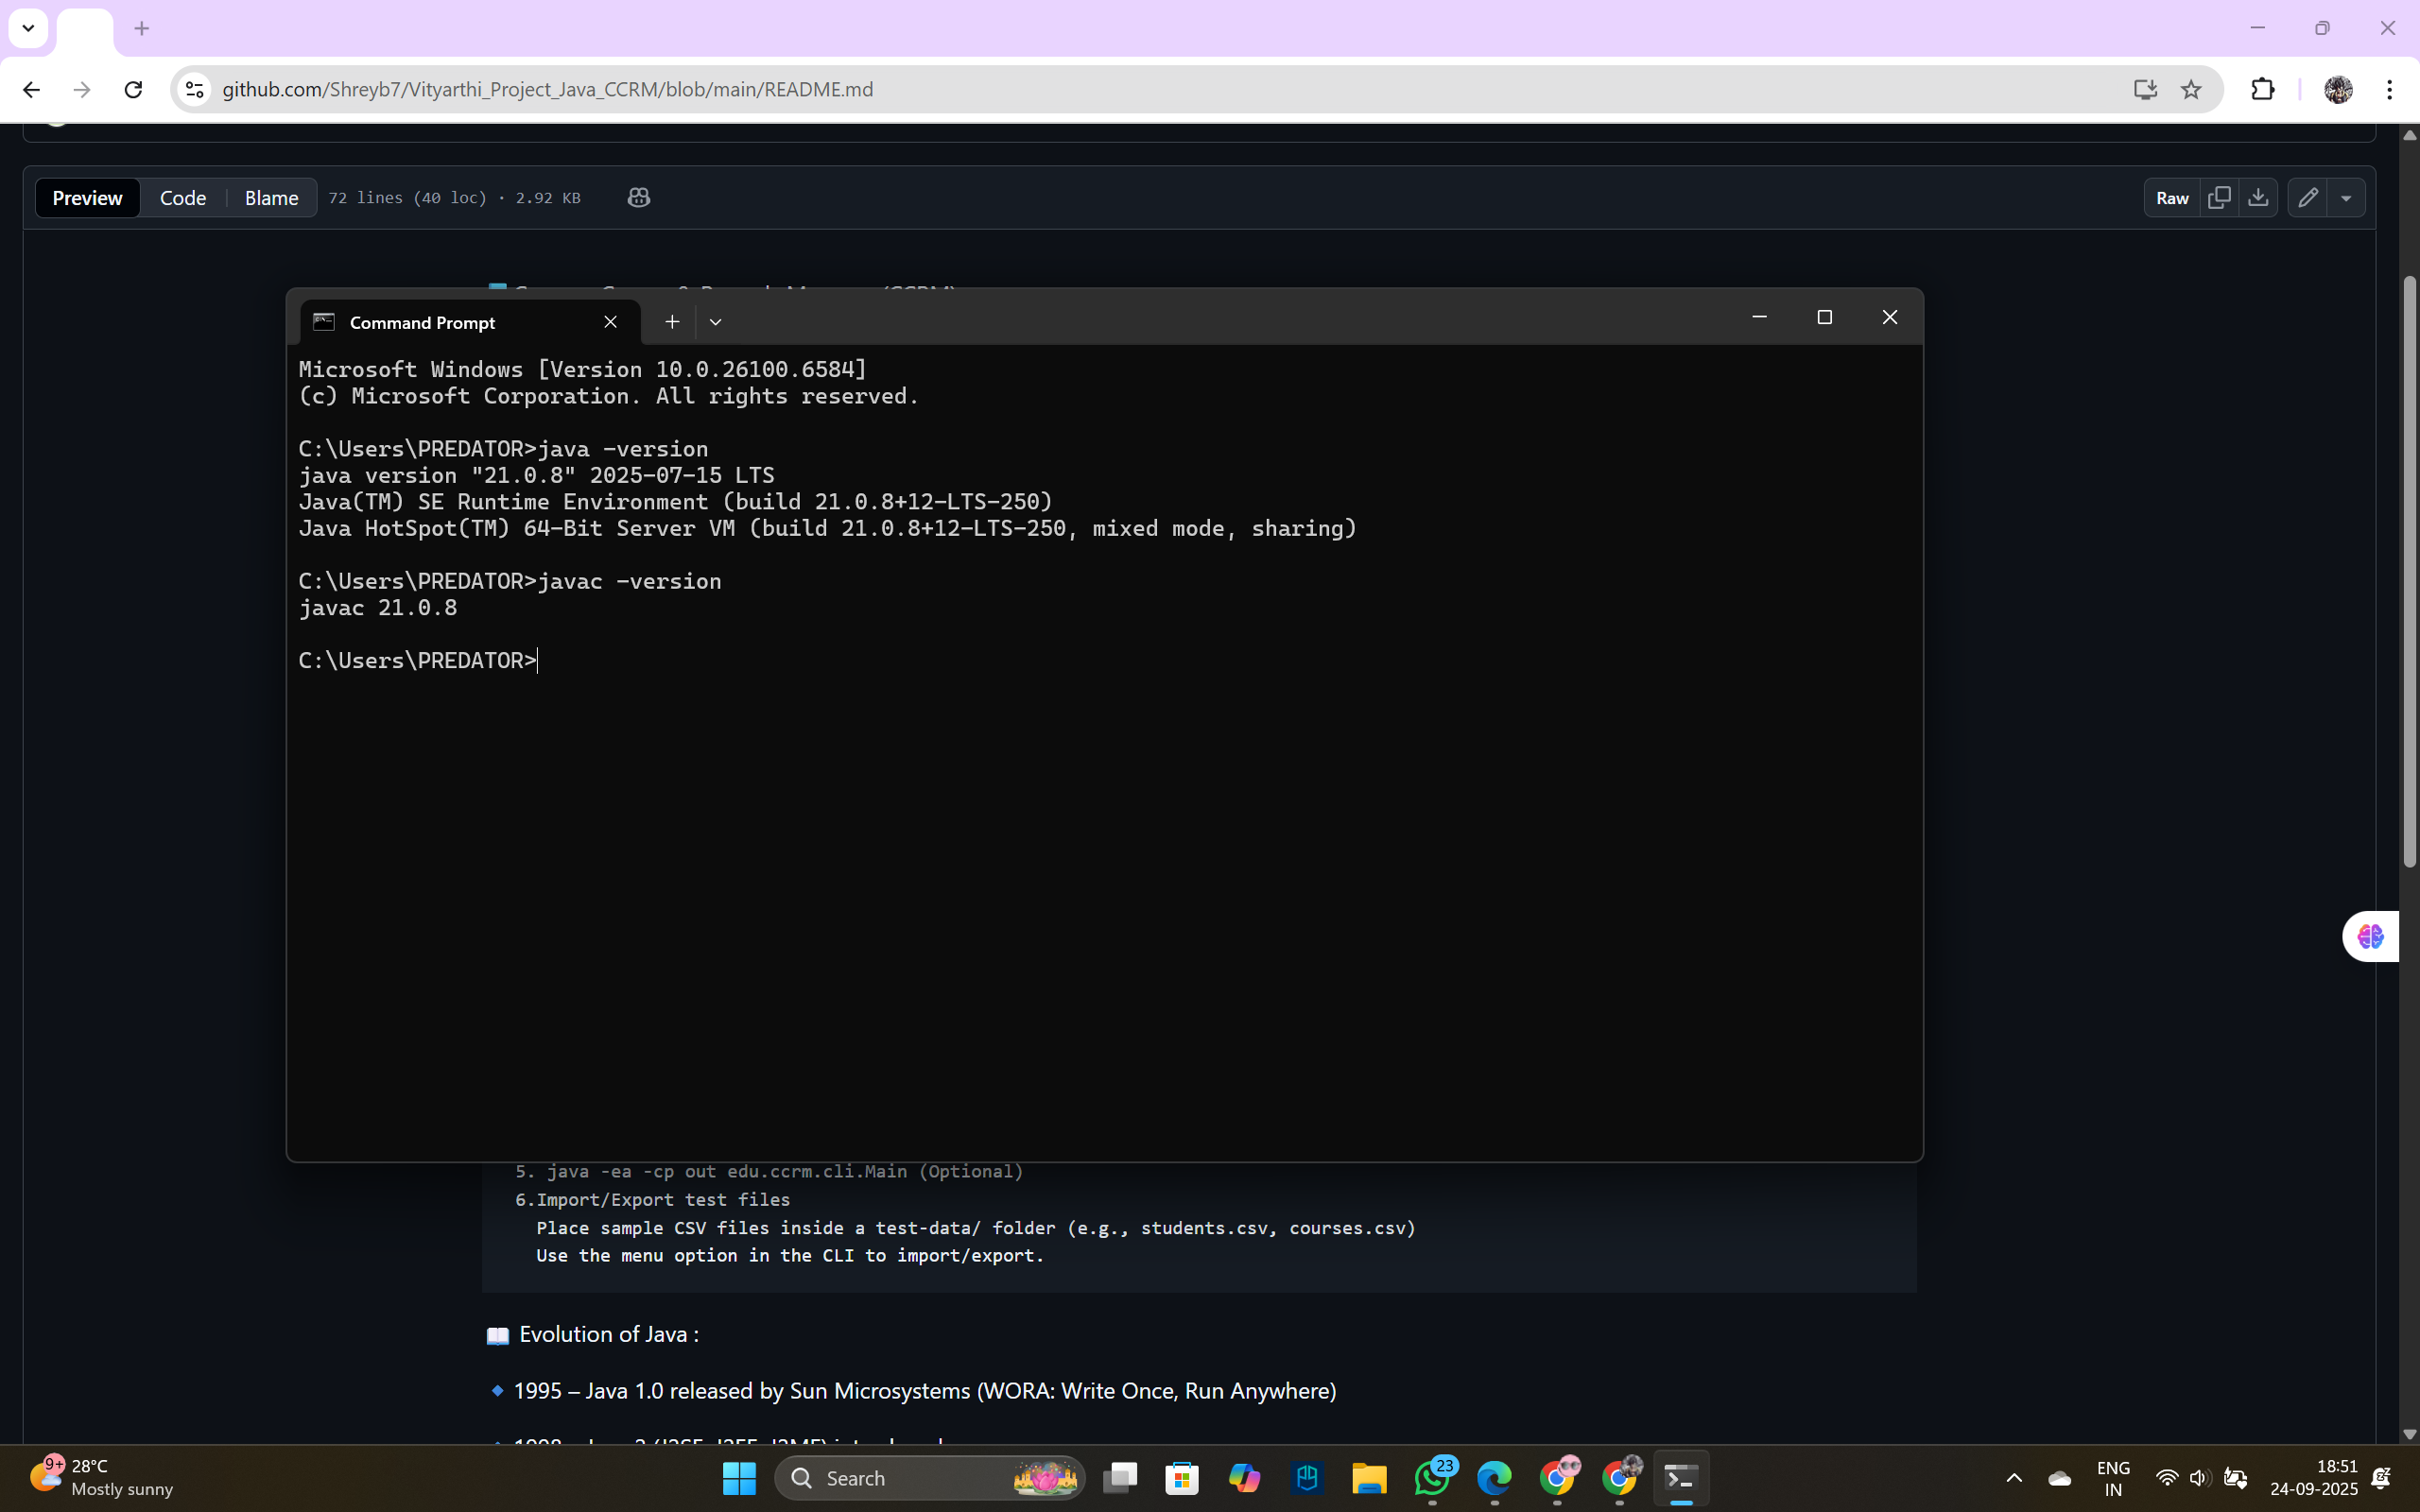 github.com/Shreyb7/Vityarthi_Project_Java_CCRM/blob/main/README.md
Preview Code Blame 72 lines (40 loc) · 2.92 KB
Raw
Command Prompt
Microsoft Windows [Version 10.0.26100.6584]
(c) Microsoft Corporation. All rights reserved.
C:\Users\PREDATOR>java -version
java version "21.0.8" 2025-07-15 LTS
Java(TM) SE Runtime Environment (build 21.0.8+12-LTS-250)
Java HotSpot(TM) 64-Bit Server VM (build 21.0.8+12-LTS-250, mixed mode, sharing)
C:\Users\PREDATOR>javac -version
javac 21.0.8
C:\Users\PREDATOR>
5. java -ea -cp out edu.ccrm.cli.Main (Optional)
6.Import/Export test files
Place sample CSV files inside a test-data/ folder (e.g., students.csv, courses.csv)
Use the menu option in the CLI to import/export.
Evolution of Java :
1995 – Java 1.0 released by Sun Microsystems (WORA: Write Once, Run Anywhere)
9+
28°C
Mostly sunny
Search
23
ENG
IN
18:51
24-09-2025